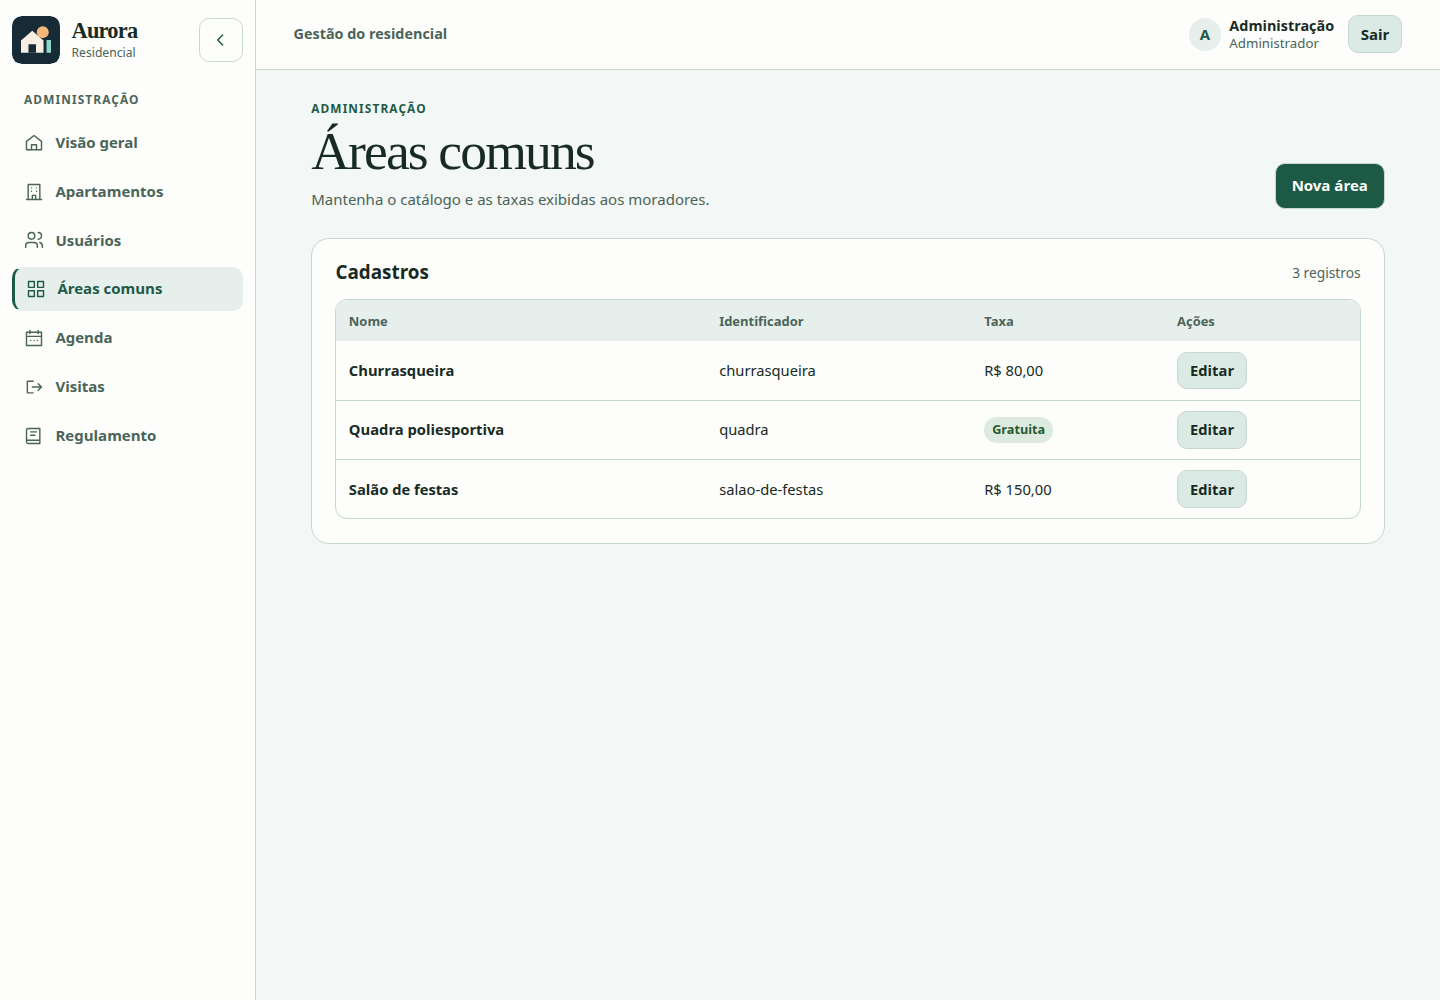 Aurora
Residencial
ADMINISTRAÇÃO
Visão geral
Apartamentos
Usuários
Áreas comuns
Agenda
Visitas
Regulamento
Gestão do residencial
A
Administração
Administrador
Sair
ADMINISTRAÇÃO
Áreas comuns
Mantenha o catálogo e as taxas exibidas aos moradores.
Nova área
Cadastros
3 registros
Nome Identificador Taxa Ações
Churrasqueira churrasqueira R$ 80,00 Editar
Quadra poliesportiva quadra Gratuita Editar
Salão de festas salao-de-festas R$ 150,00 Editar